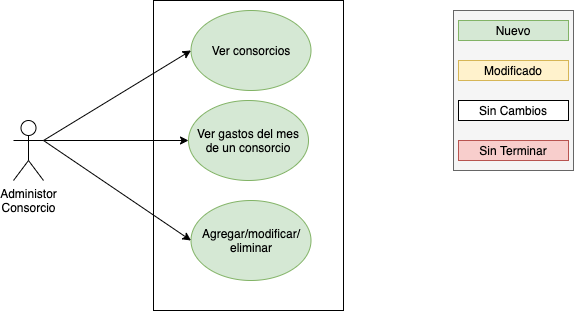 Ver consorcios
Ver gastos del mes
de un consorcio
Agregar/modificar/
eliminar
Administor
Consorcio
Nuevo
Modificado
Sin Cambios
Sin Terminar